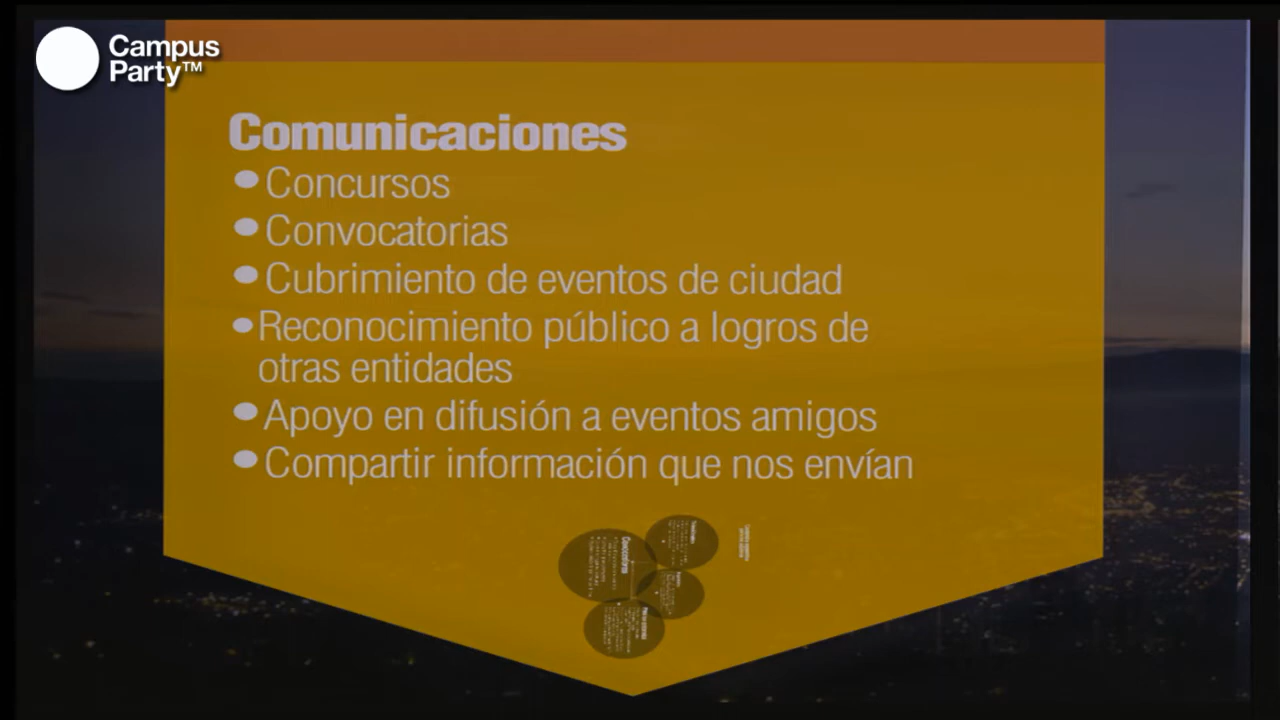 Campus
Party™
Comunicaciones
• Concursos
• Convocatorias
• Cubrimiento de eventos de ciudad
• Reconocimiento público a logros de
otras entidades
• Apoyo en difusión a eventos amigos
• Compartir información que nos envían